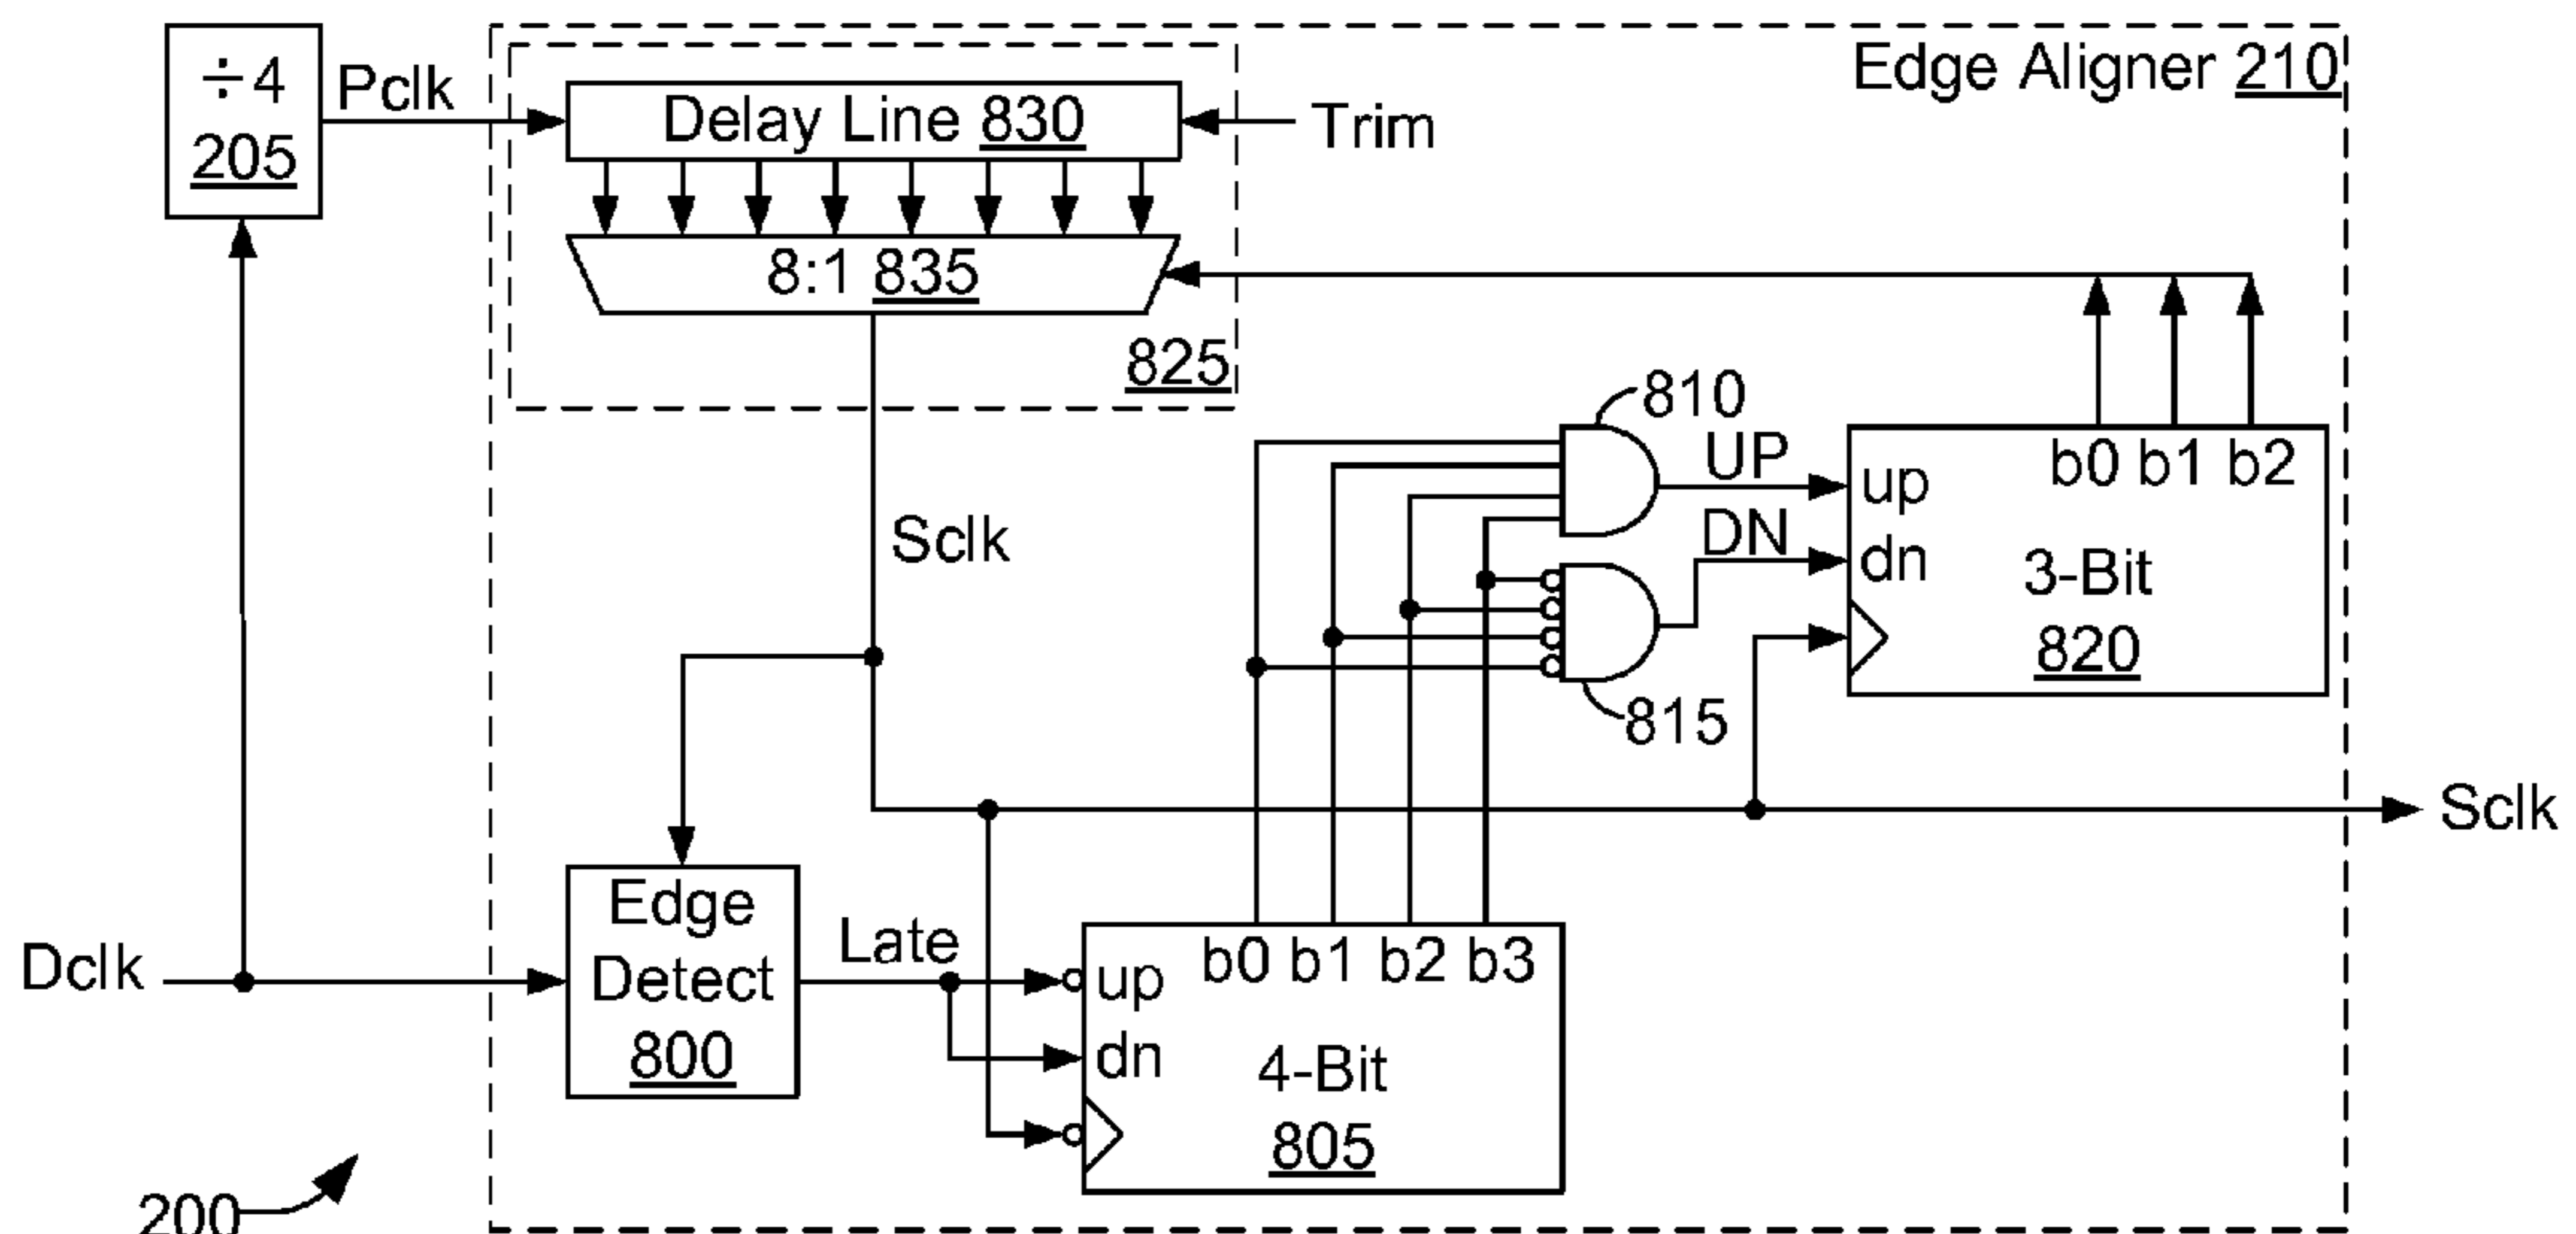 ÷4
205
Pclk
Delay Line 830
Trim
Edge Aligner 210
8:1 835
825
Sclk
810
UP
DN
815
up
dn
b0 b1 b2
3-Bit
820
Sclk
Dclk
Edge
Detect
800
Late
up
dn
b0 b1 b2 b3
4-Bit
805
200